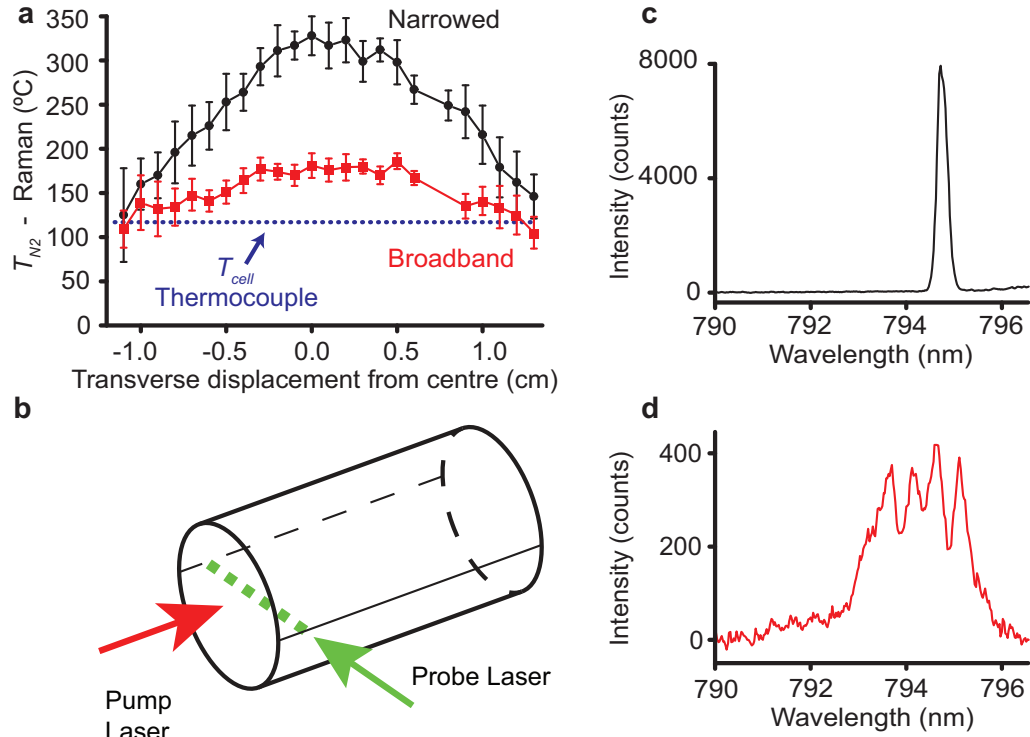 a
350
300
250
200
150
100
50
0
T_N2 - Raman (ºC)
Narrowed
Broadband
T_cell
Thermocouple
-1.0 -0.5 0.0 0.5 1.0
Transverse displacement from centre (cm)
b
Pump
Laser
Probe Laser
c
8000
4000
0
Intensity (counts)
790 792 794 796
Wavelength (nm)
d
400
200
0
Intensity (counts)
790 792 794 796
Wavelength (nm)